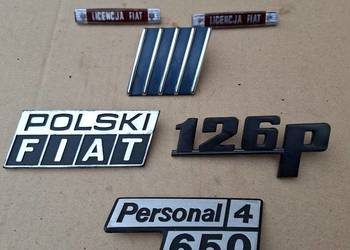 LICENCJA FIAT
LICENCJA FIAT
POLSKI
FIAT
126p
Personal 4
650